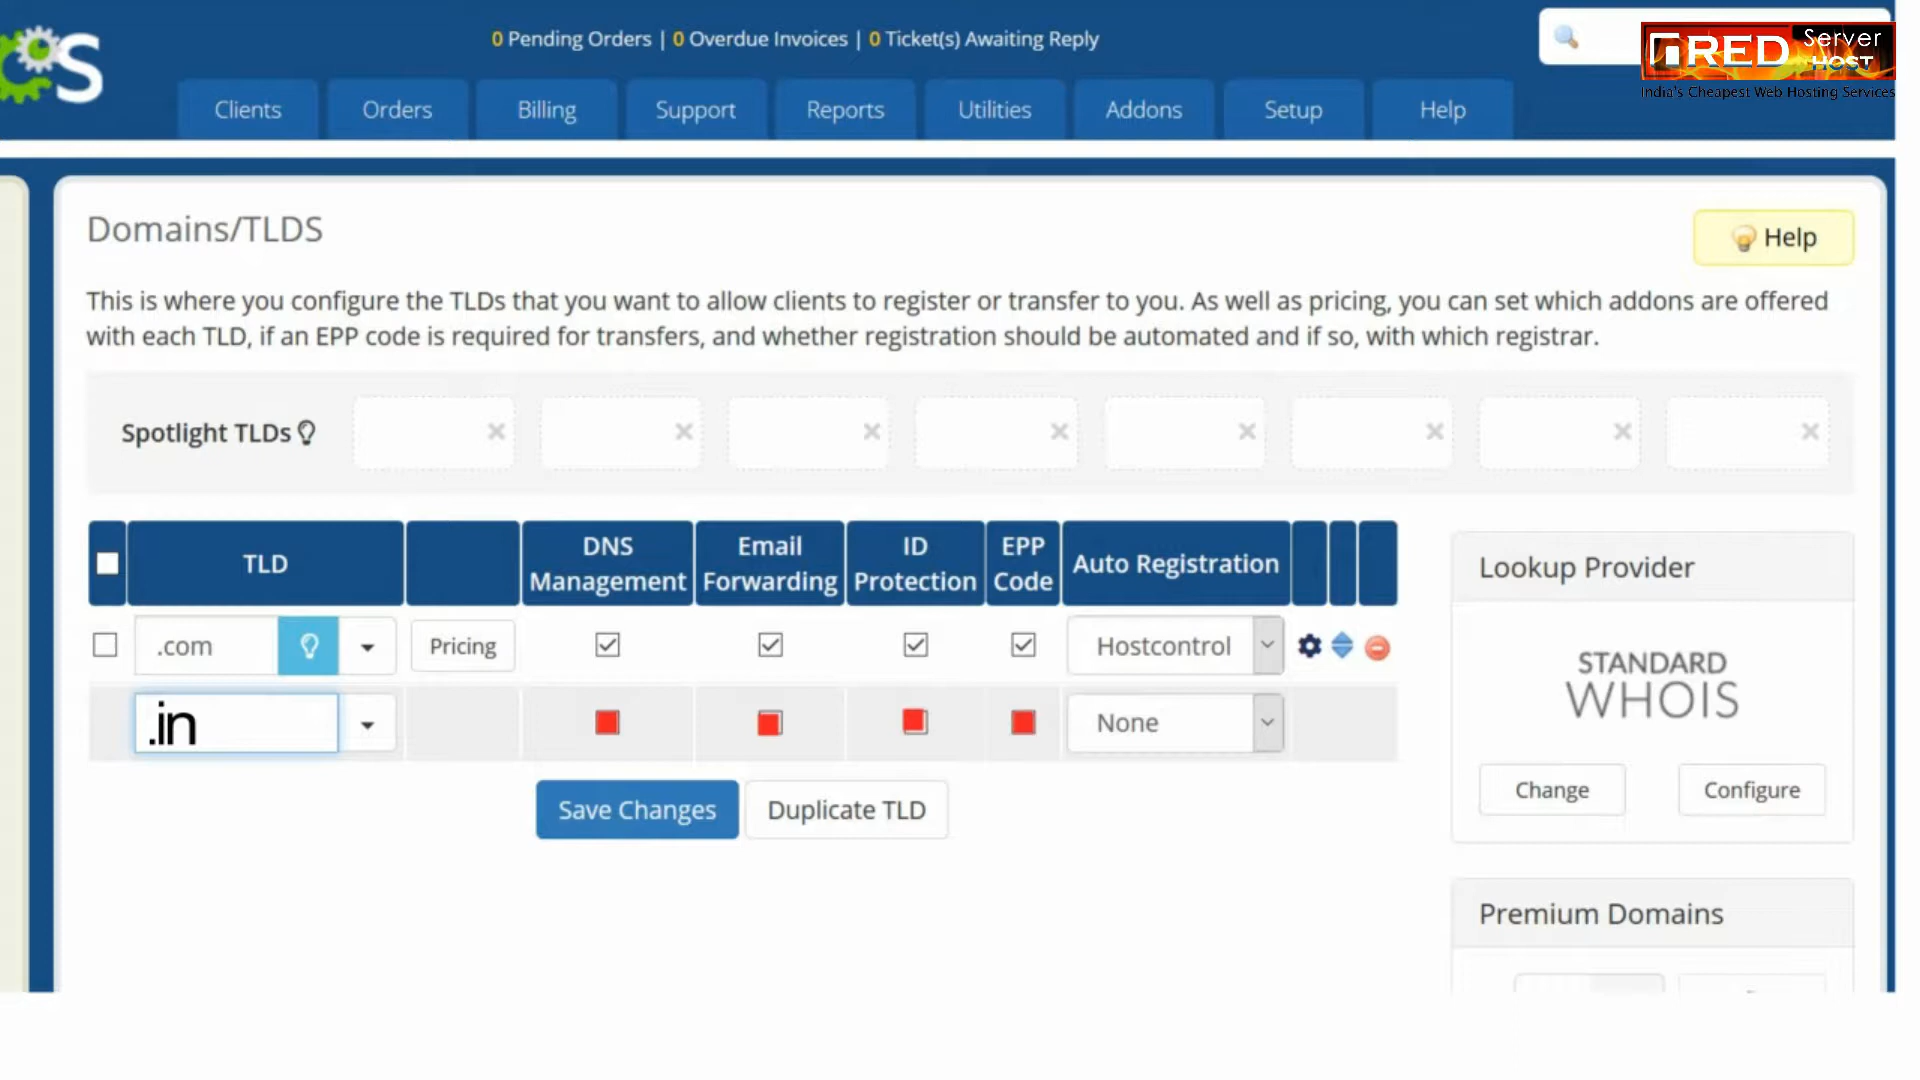 CS
0 Pending Orders | 0 Overdue Invoices | 0 Ticket(s) Awaiting Reply
RED Server HOST
India's Cheapest Web Hosting Services
Clients Orders Billing Support Reports Utilities Addons Setup Help
Domains/TLDS
Help
This is where you configure the TLDs that you want to allow clients to register or transfer to you. As well as pricing, you can set which addons are offered
with each TLD, if an EPP code is required for transfers, and whether registration should be automated and if so, with which registrar.
Spotlight TLDs
TLD DNS Management Email Forwarding ID Protection EPP Code Auto Registration
.com Pricing Hostcontrol
.in None
Save Changes Duplicate TLD
Lookup Provider
STANDARD
WHOIS
Change Configure
Premium Domains